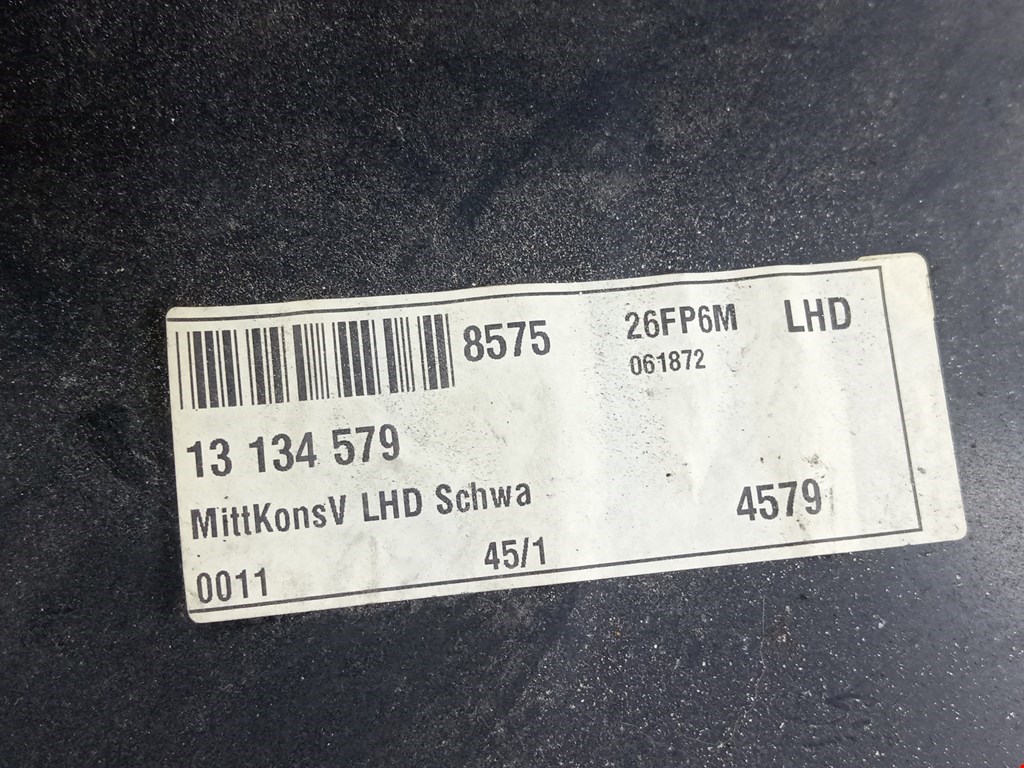 8575 26FP6M LHD
061872
13 134 579
MittKonsV LHD Schwa
4579
0011 45/1